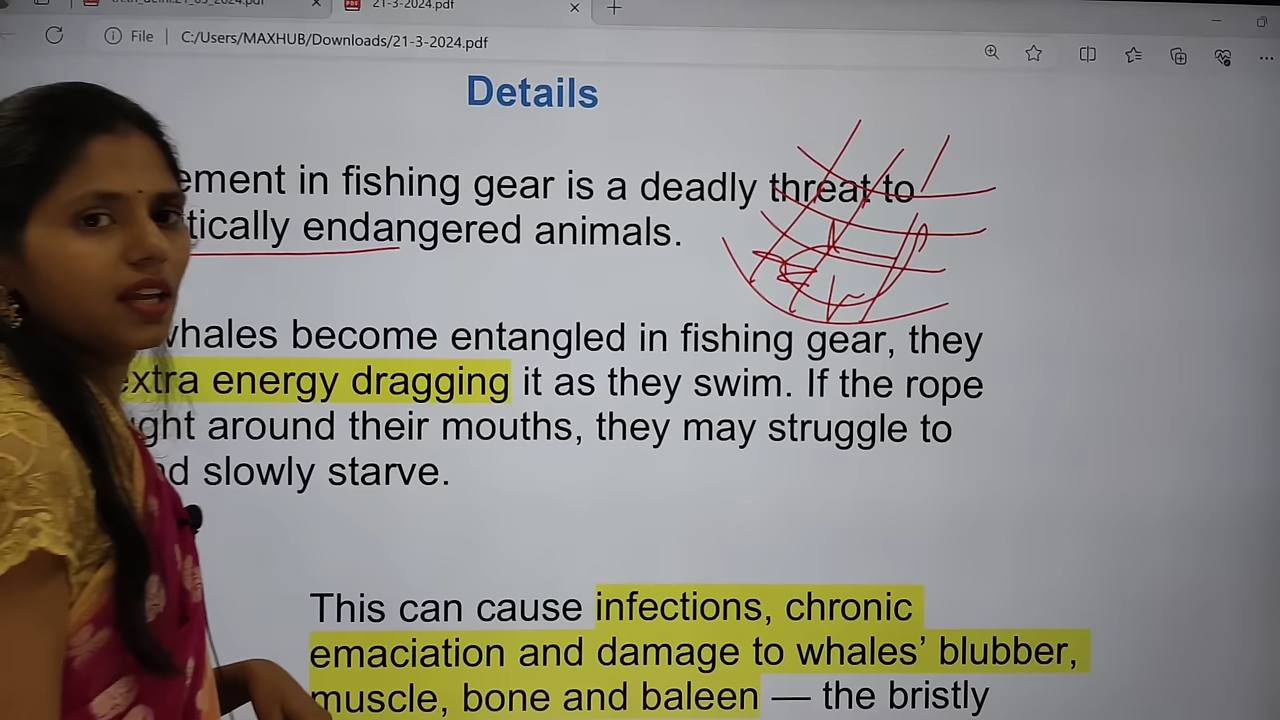 21-3-2024.pdf
File | C:/Users/MAXHUB/Downloads/21-3-2024.pdf
Details
ement in fishing gear is a deadly threat to
tically endangered animals.
whales become entangled in fishing gear, they
extra energy dragging it as they swim. If the rope
ght around their mouths, they may struggle to
d slowly starve.
This can cause infections, chronic
emaciation and damage to whales’ blubber,
muscle, bone and baleen — the bristly